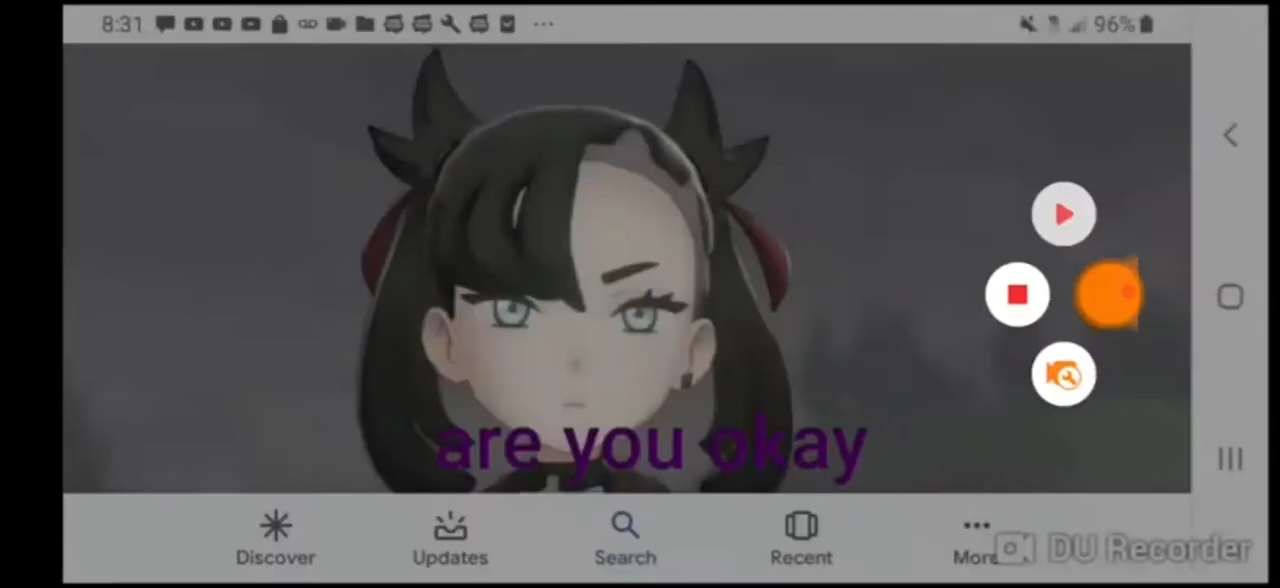 8:31
96%
are you okay
Discover
Updates
Search
Recent
More
DU Recorder